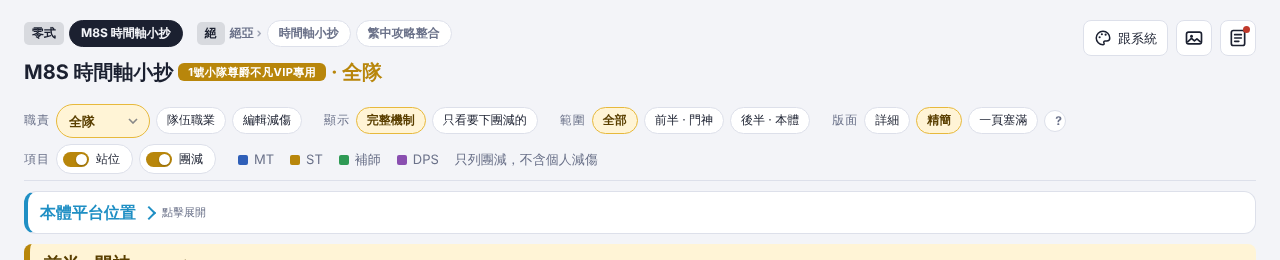 零式 M8S 時間軸小抄 絕 絕亞 › 時間軸小抄 繁中攻略整合 跟系統
M8S 時間軸小抄 1號小隊尊爵不凡VIP專用 · 全隊
職責 全隊 隊伍職業 編輯減傷 顯示 完整機制 只看要下團減的 範圍 全部 前半 · 門神 後半 · 本體 版面 詳細 精簡 一頁塞滿 ?
項目 站位 團減 MT ST 補師 DPS 只列團減，不含個人減傷
本體平台位置 點擊展開